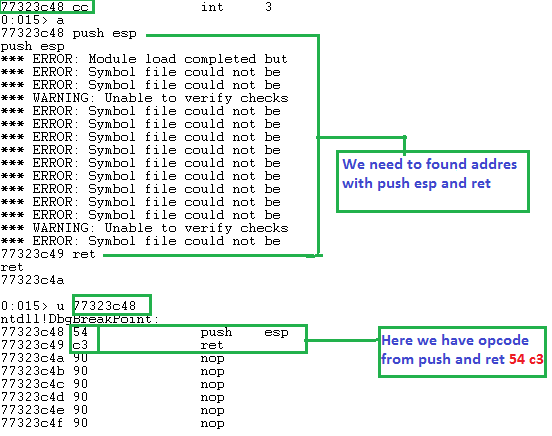 77323c48 cc int 3
0:015> a
77323c48 push esp
push esp
*** ERROR: Module load completed but
*** ERROR: Symbol file could not be
*** ERROR: Symbol file could not be
*** WARNING: Unable to verify checks
*** ERROR: Symbol file could not be
*** ERROR: Symbol file could not be
*** ERROR: Symbol file could not be
*** ERROR: Symbol file could not be
*** ERROR: Symbol file could not be
*** ERROR: Symbol file could not be
*** ERROR: Symbol file could not be
*** ERROR: Symbol file could not be
*** ERROR: Symbol file could not be
*** WARNING: Unable to verify checks
*** ERROR: Symbol file could not be
77323c49 ret
ret
77323c4a
We need to found addres
with push esp and ret
0:015> u 77323c48
ntdll!DbgBreakPoint:
77323c48 54 push esp
77323c49 c3 ret
77323c4a 90 nop
77323c4b 90 nop
77323c4c 90 nop
77323c4d 90 nop
77323c4e 90 nop
77323c4f 90 nop
Here we have opcode
from push and ret 54 c3